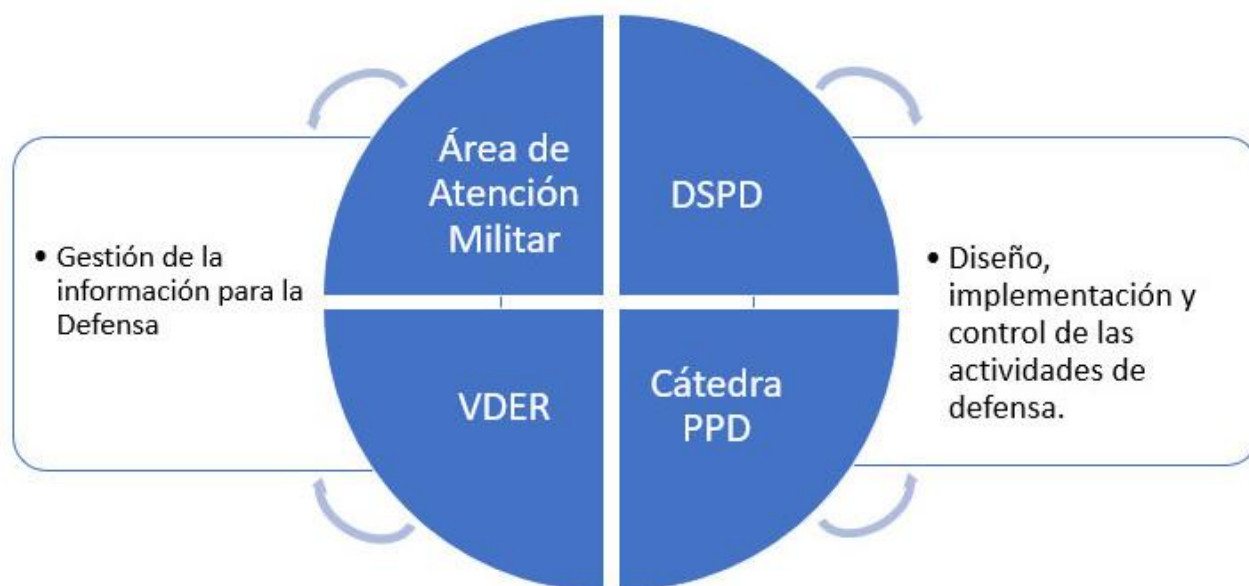 Área de
Atención
Militar
DSPD
• Gestión de la
información para la
Defensa
• Diseño,
implementación y
control de las
actividades de
defensa.
VDER
Cátedra
PPD